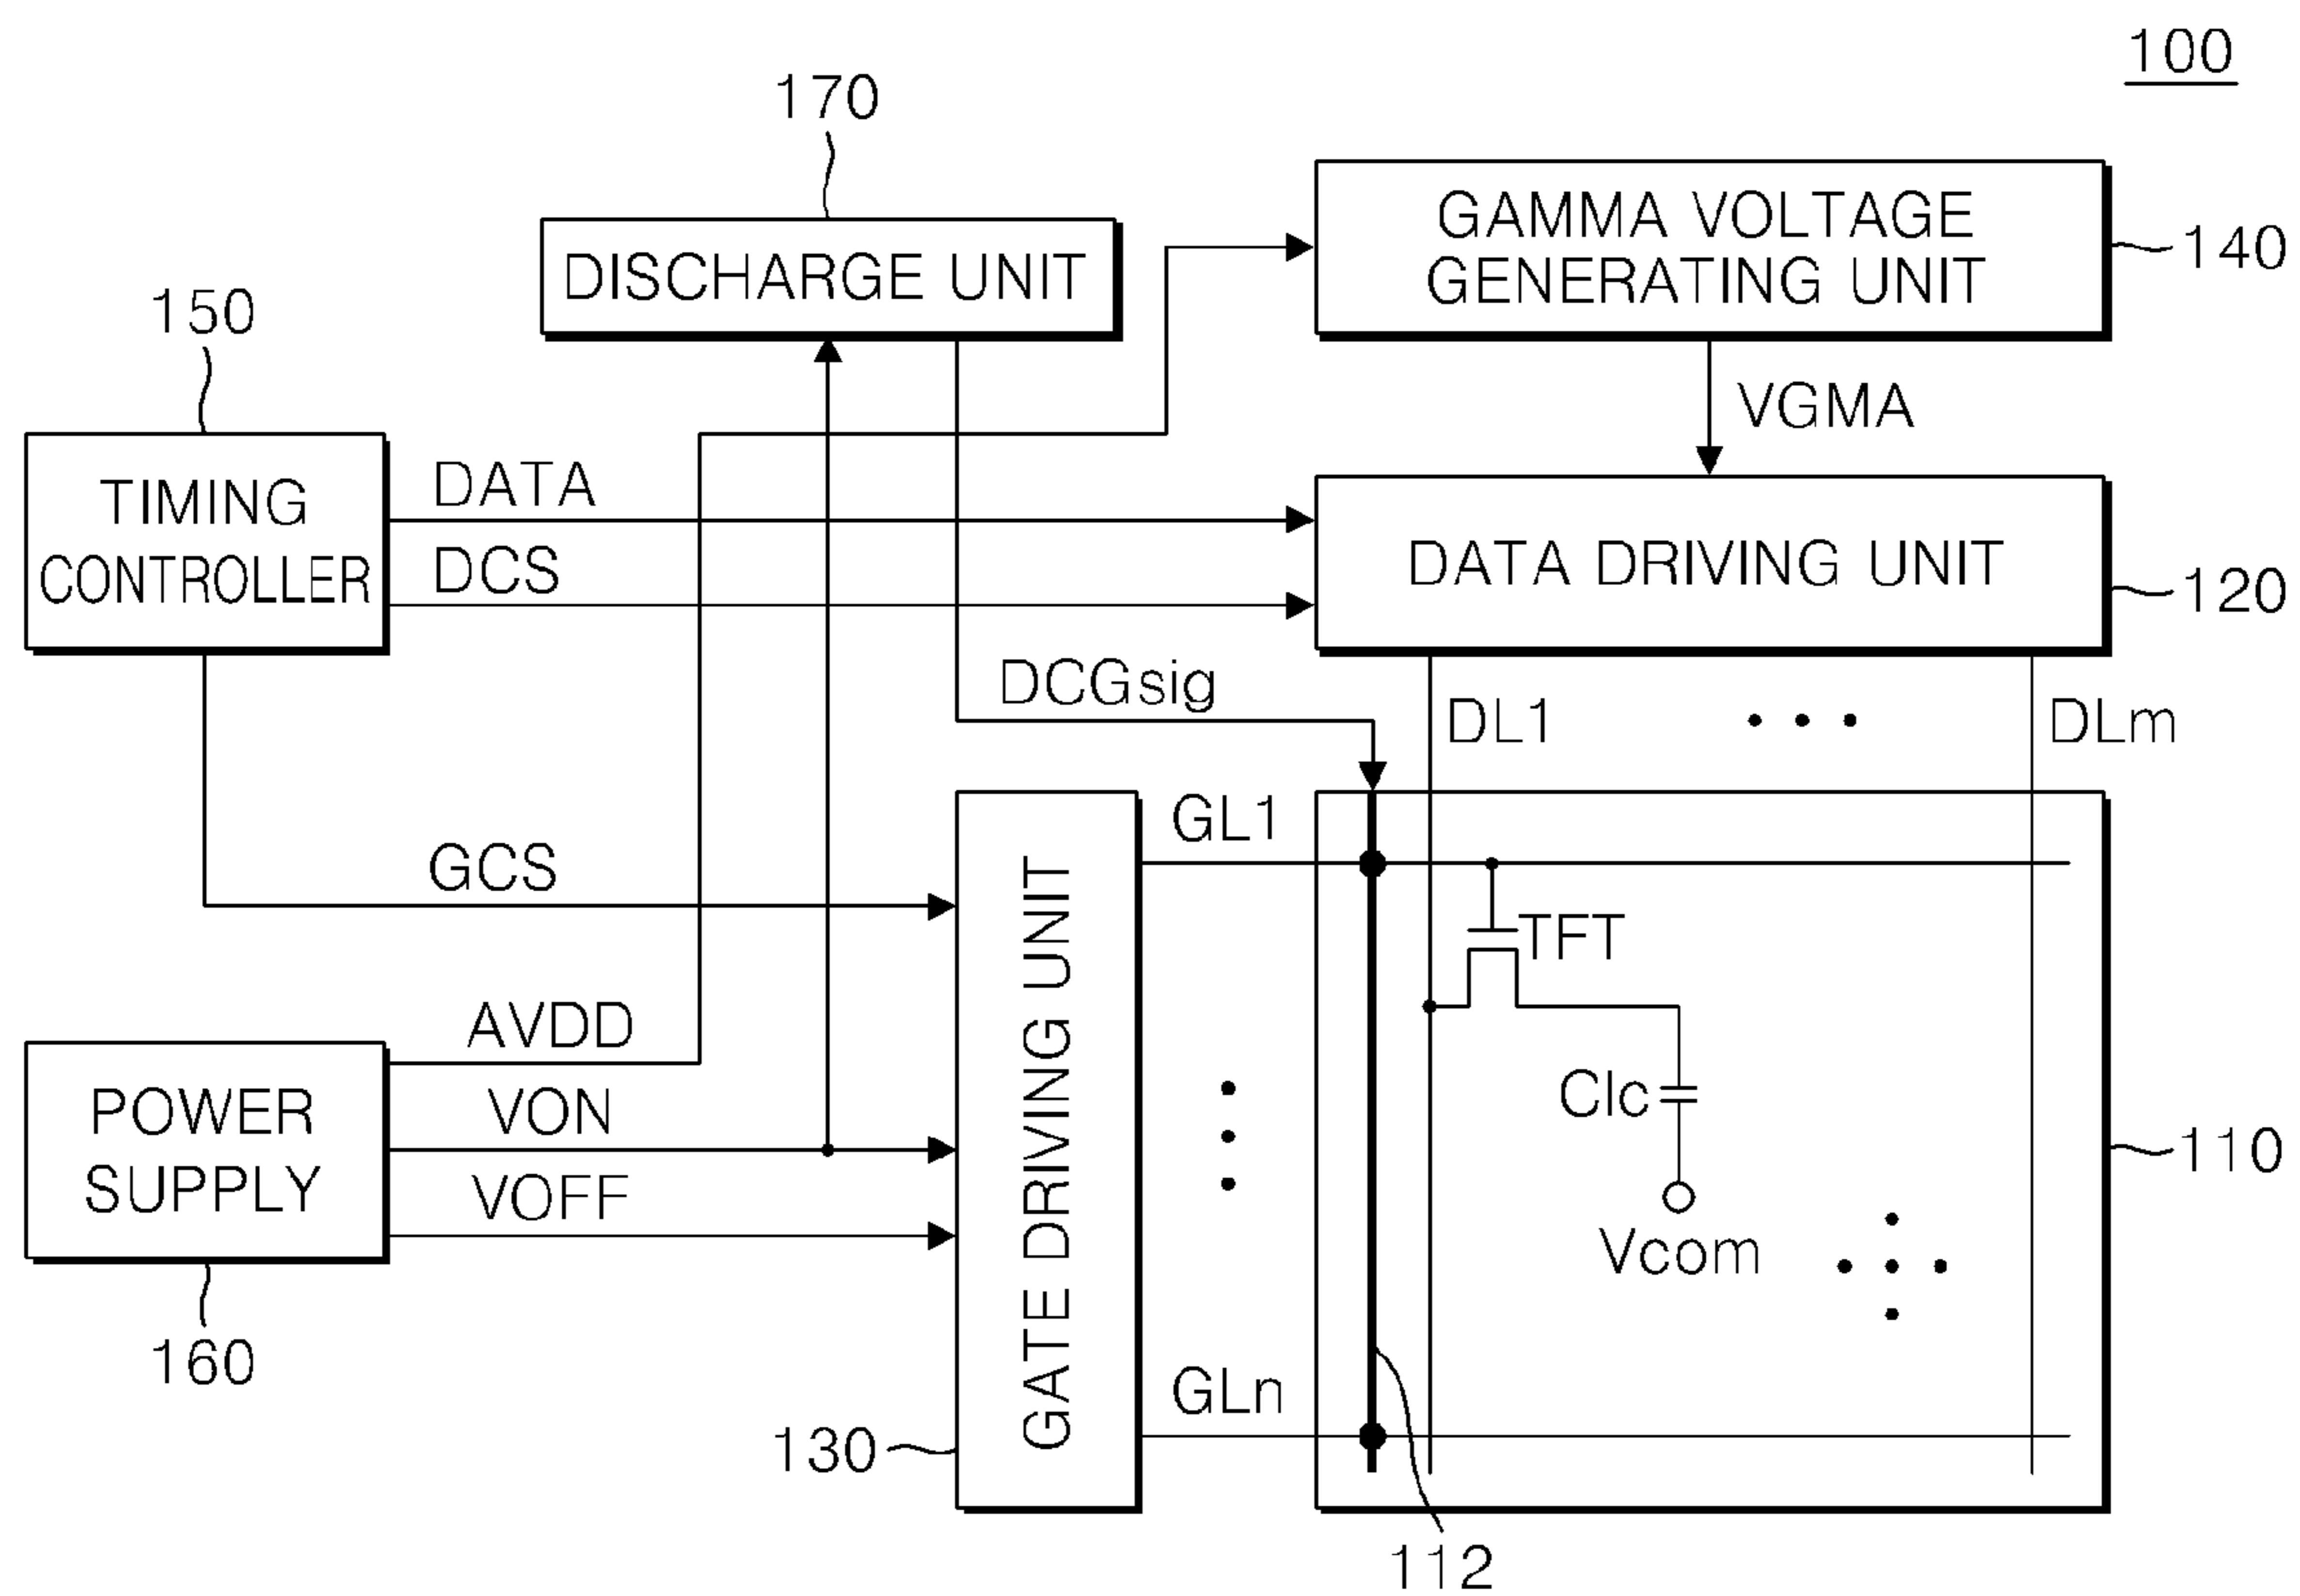 100
170
GAMMA VOLTAGE
GENERATING UNIT
140
DISCHARGE UNIT
150
VGMA
TIMING
CONTROLLER
DATA
DCS
DATA DRIVING UNIT
120
DCGsig
DL1
DLm
GL1
GCS
TFT
GATE DRIVING UNIT
AVDD
POWER
SUPPLY
VON
VOFF
Clc
110
Vcom
160
GLn
130
112